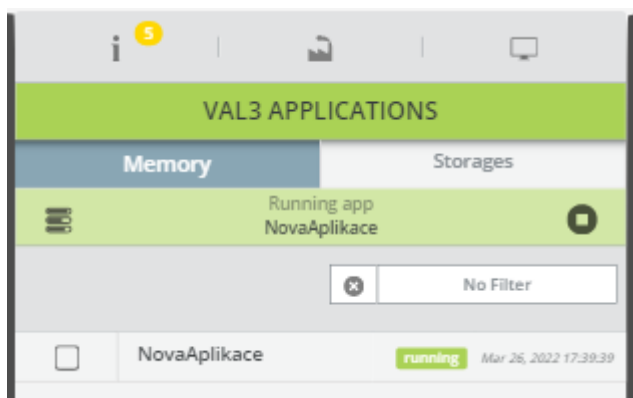 i 5
VAL3 APPLICATIONS
Memory Storages
Running app
NovaAplikace
No Filter
NovaAplikace running Mar 26, 2022 17:39:39